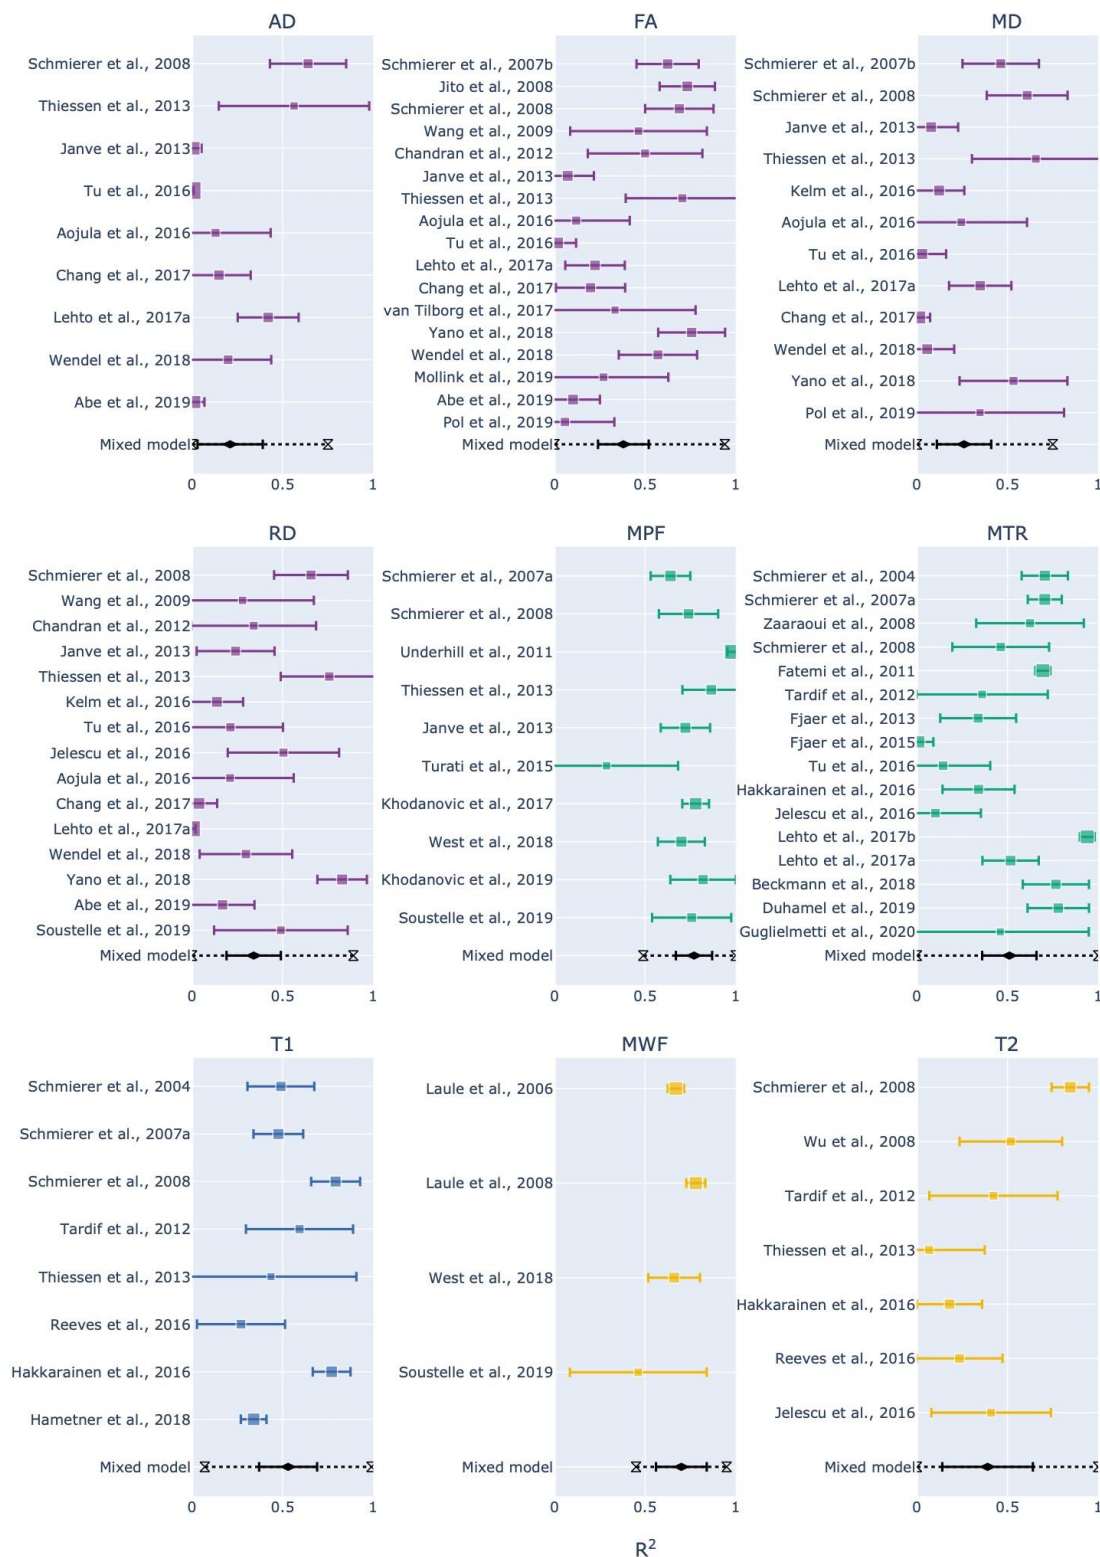 AD
Schmierer et al., 2008
Thiessen et al., 2013
Janve et al., 2013
Tu et al., 2016
Aojula et al., 2016
Chang et al., 2017
Lehto et al., 2017a
Wendel et al., 2018
Abe et al., 2019
Mixed model
0 0.5 1
FA
Schmierer et al., 2007b
Jito et al., 2008
Schmierer et al., 2008
Wang et al., 2009
Chandran et al., 2012
Janve et al., 2013
Thiessen et al., 2013
Aojula et al., 2016
Tu et al., 2016
Lehto et al., 2017a
Chang et al., 2017
van Tilborg et al., 2017
Yano et al., 2018
Wendel et al., 2018
Mollink et al., 2019
Abe et al., 2019
Pol et al., 2019
Mixed model
0 0.5 1
MD
Schmierer et al., 2007b
Schmierer et al., 2008
Janve et al., 2013
Thiessen et al., 2013
Kelm et al., 2016
Aojula et al., 2016
Tu et al., 2016
Lehto et al., 2017a
Chang et al., 2017
Wendel et al., 2018
Yano et al., 2018
Pol et al., 2019
Mixed model
0 0.5 1
RD
Schmierer et al., 2008
Wang et al., 2009
Chandran et al., 2012
Janve et al., 2013
Thiessen et al., 2013
Kelm et al., 2016
Tu et al., 2016
Jelescu et al., 2016
Aojula et al., 2016
Chang et al., 2017
Lehto et al., 2017a
Wendel et al., 2018
Yano et al., 2018
Abe et al., 2019
Soustelle et al., 2019
Mixed model
0 0.5 1
MPF
Schmierer et al., 2007a
Schmierer et al., 2008
Underhill et al., 2011
Thiessen et al., 2013
Janve et al., 2013
Turati et al., 2015
Khodanovic et al., 2017
West et al., 2018
Khodanovic et al., 2019
Soustelle et al., 2019
Mixed model
0 0.5 1
MTR
Schmierer et al., 2004
Schmierer et al., 2007a
Zaaraoui et al., 2008
Schmierer et al., 2008
Fatemi et al., 2011
Tardif et al., 2012
Fjaer et al., 2013
Fjaer et al., 2015
Tu et al., 2016
Hakkarainen et al., 2016
Jelescu et al., 2016
Lehto et al., 2017b
Lehto et al., 2017a
Beckmann et al., 2018
Duhamel et al., 2019
Guglielmetti et al., 2020
Mixed model
0 0.5 1
T1
Schmierer et al., 2004
Schmierer et al., 2007a
Schmierer et al., 2008
Tardif et al., 2012
Thiessen et al., 2013
Reeves et al., 2016
Hakkarainen et al., 2016
Hametner et al., 2018
Mixed model
0 0.5 1
MWF
Laule et al., 2006
Laule et al., 2008
West et al., 2018
Soustelle et al., 2019
Mixed model
0 0.5 1
T2
Schmierer et al., 2008
Wu et al., 2008
Tardif et al., 2012
Thiessen et al., 2013
Hakkarainen et al., 2016
Reeves et al., 2016
Jelescu et al., 2016
Mixed model
0 0.5 1
R²